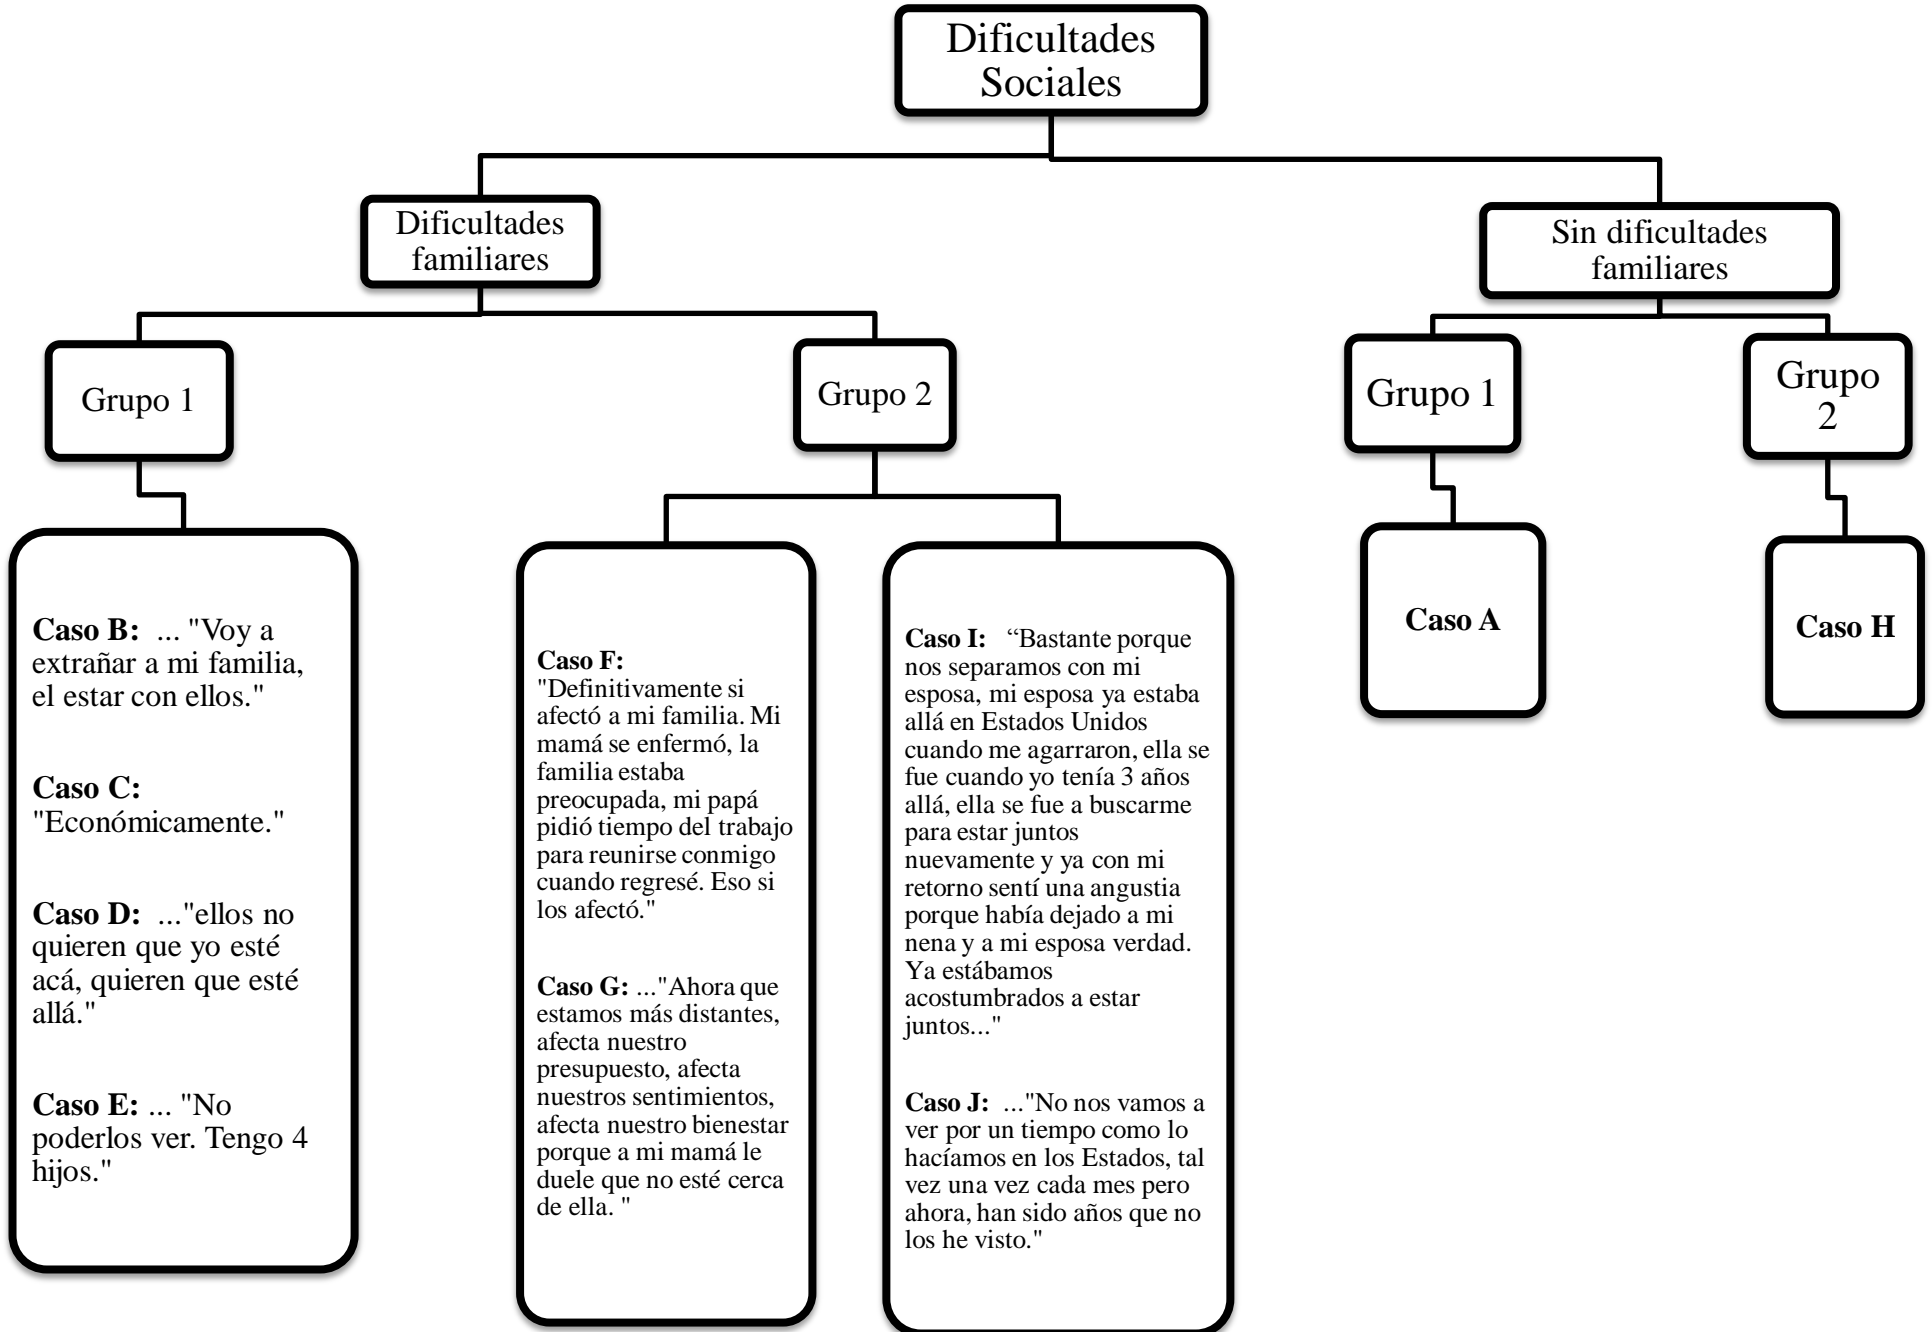 Dificultades
Sociales
Dificultades
familiares
Sin dificultades
familiares
Grupo 1
Grupo 2
Grupo 1
Grupo
2
Caso B: ... "Voy a
extrañar a mi familia,
el estar con ellos."
Caso C:
"Económicamente."
Caso D: ..."ellos no
quieren que yo esté
acá, quieren que esté
allá."
Caso E: ... "No
poderlos ver. Tengo 4
hijos."
Caso F:
"Definitivamente si
afectó a mi familia. Mi
mamá se enfermó, la
familia estaba
preocupada, mi papá
pidió tiempo del trabajo
para reunirse conmigo
cuando regresé. Eso si
los afectó."
Caso G: ..."Ahora que
estamos más distantes,
afecta nuestro
presupuesto, afecta
nuestros sentimientos,
afecta nuestro bienestar
porque a mi mamá le
duele que no esté cerca
de ella. "
Caso I: “Bastante porque
nos separamos con mi
esposa, mi esposa ya estaba
allá en Estados Unidos
cuando me agarraron, ella se
fue cuando yo tenía 3 años
allá, ella se fue a buscarme
para estar juntos
nuevamente y ya con mi
retorno sentí una angustia
porque había dejado a mi
nena y a mi esposa verdad.
Ya estábamos
acostumbrados a estar
juntos..."
Caso J: ..."No nos vamos a
ver por un tiempo como lo
hacíamos en los Estados, tal
vez una vez cada mes pero
ahora, han sido años que no
los he visto."
Caso A
Caso H